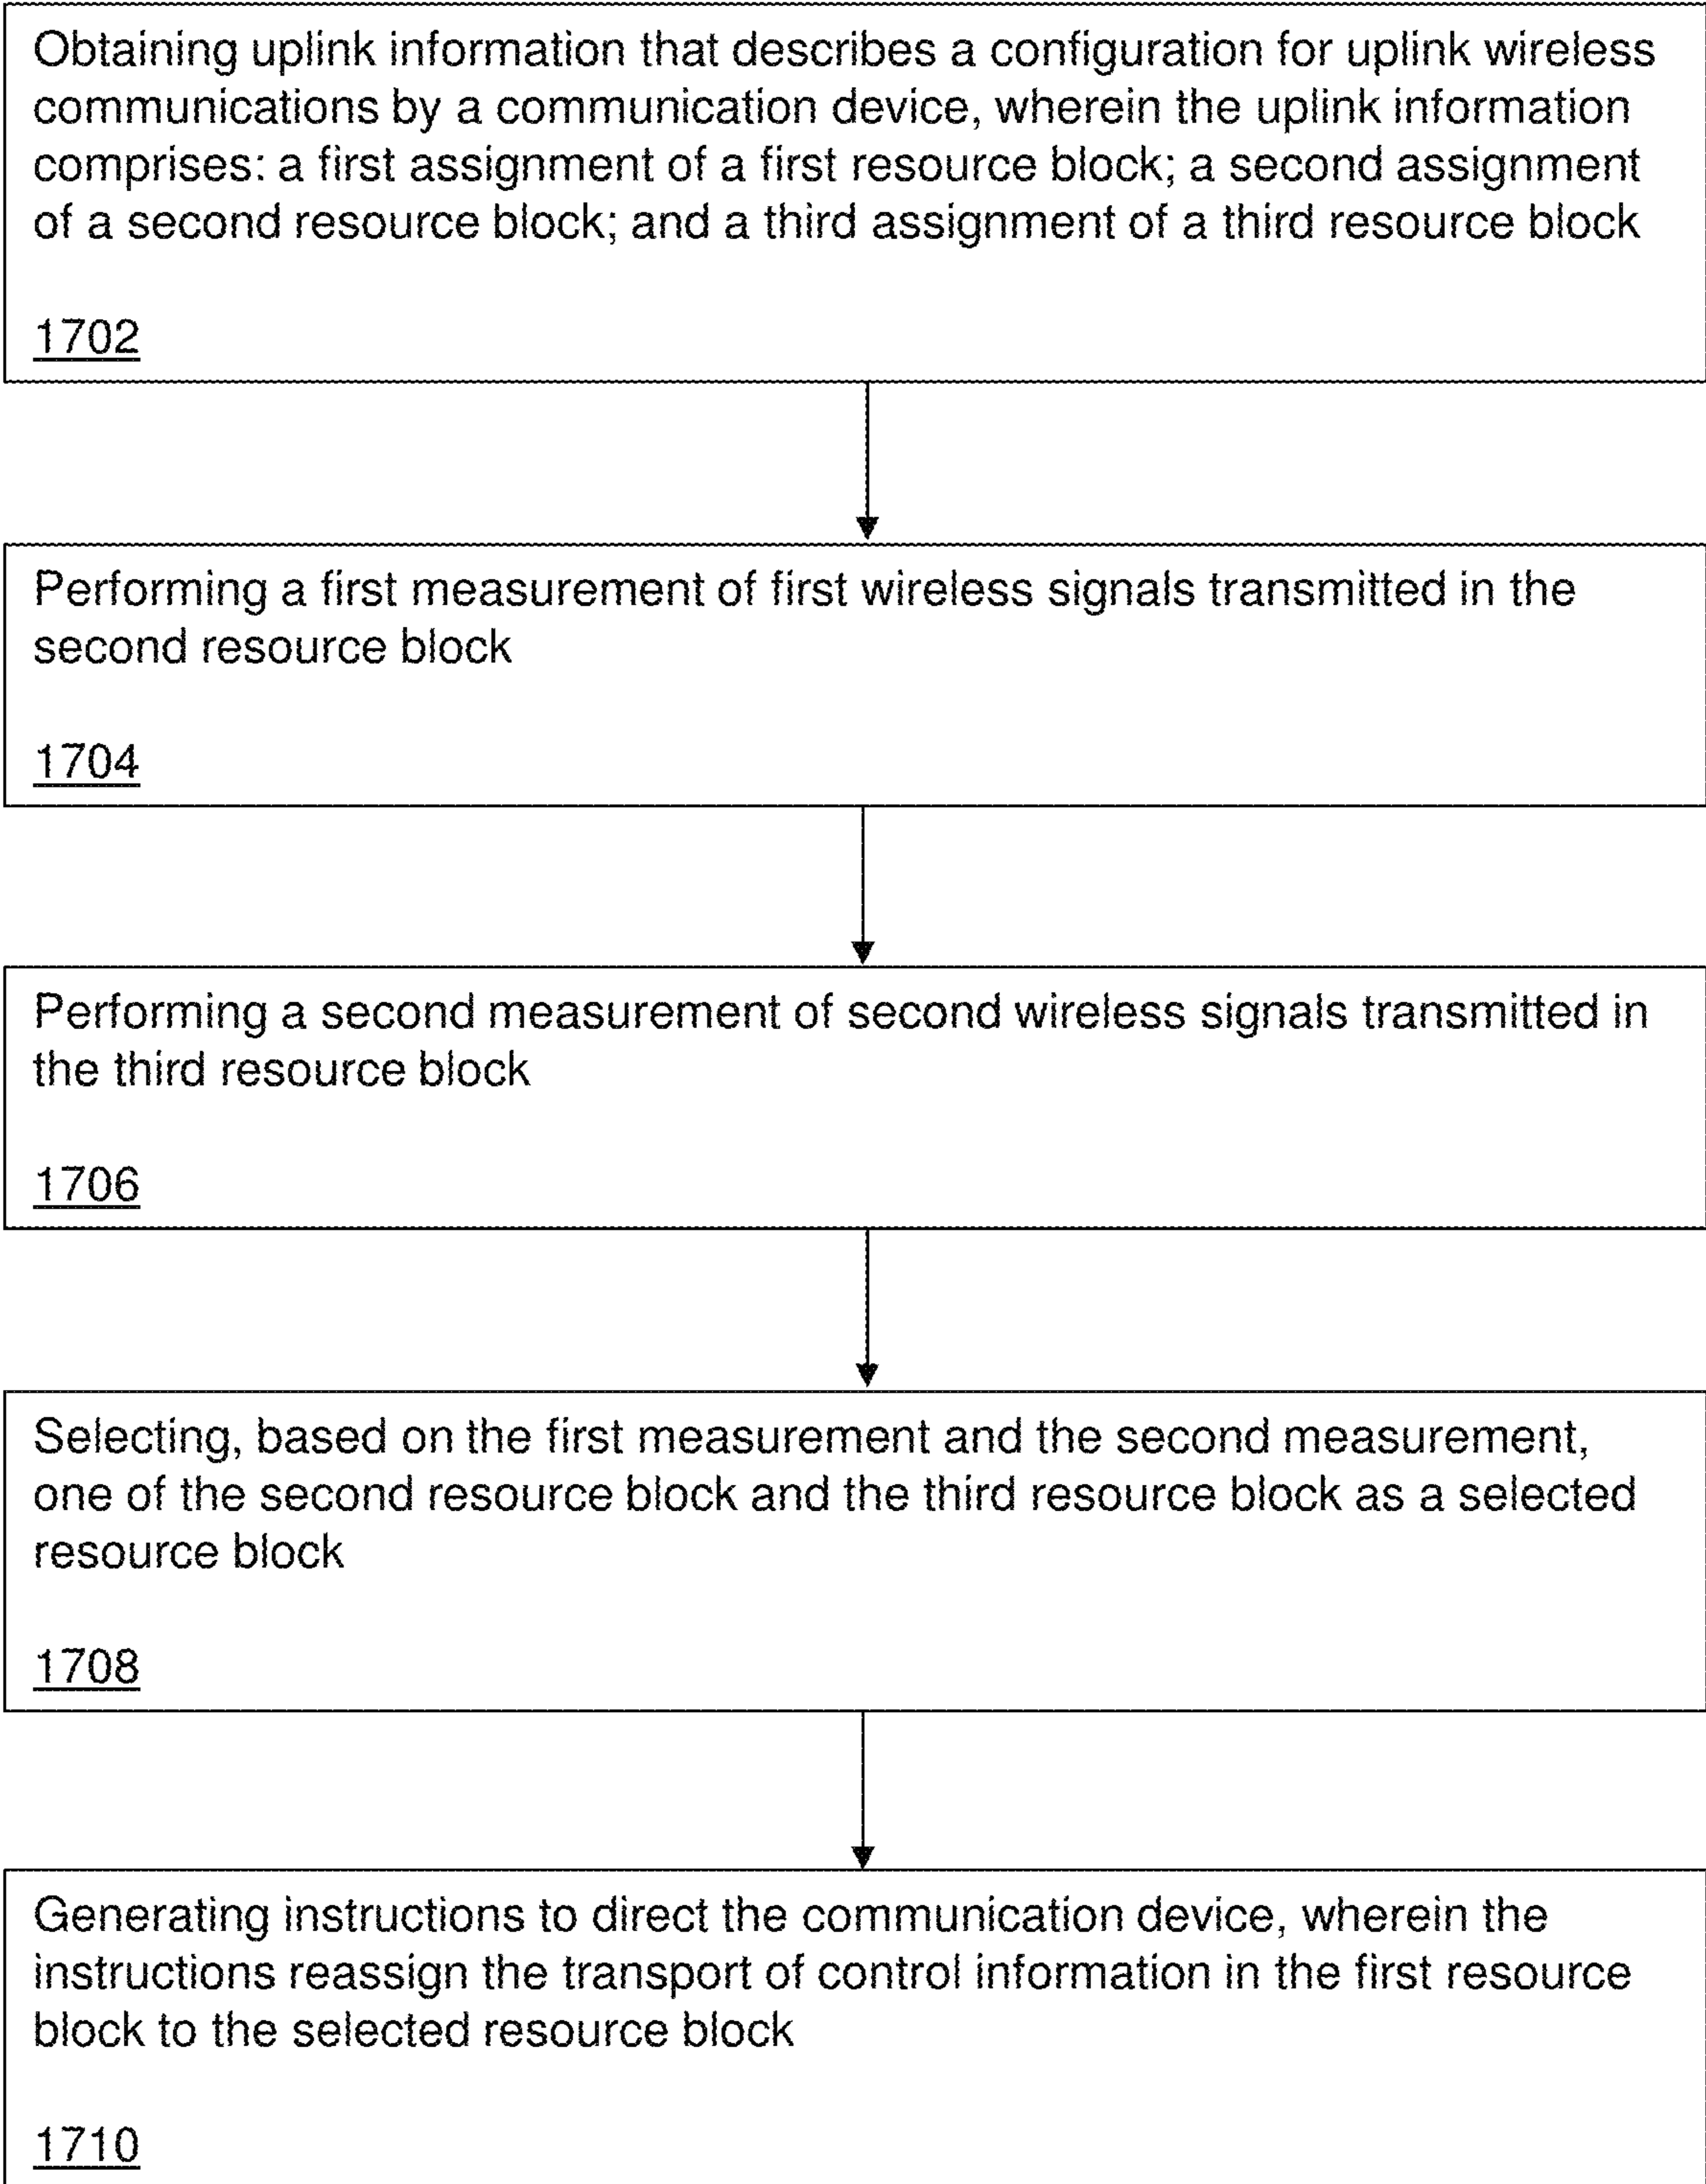 Obtaining uplink information that describes a configuration for uplink wireless
communications by a communication device, wherein the uplink information
comprises: a first assignment of a first resource block; a second assignment
of a second resource block; and a third assignment of a third resource block
1702
Performing a first measurement of first wireless signals transmitted in the
second resource block
1704
Performing a second measurement of second wireless signals transmitted in
the third resource block
1706
Selecting, based on the first measurement and the second measurement,
one of the second resource block and the third resource block as a selected
resource block
1708
Generating instructions to direct the communication device, wherein the
instructions reassign the transport of control information in the first resource
block to the selected resource block
1710